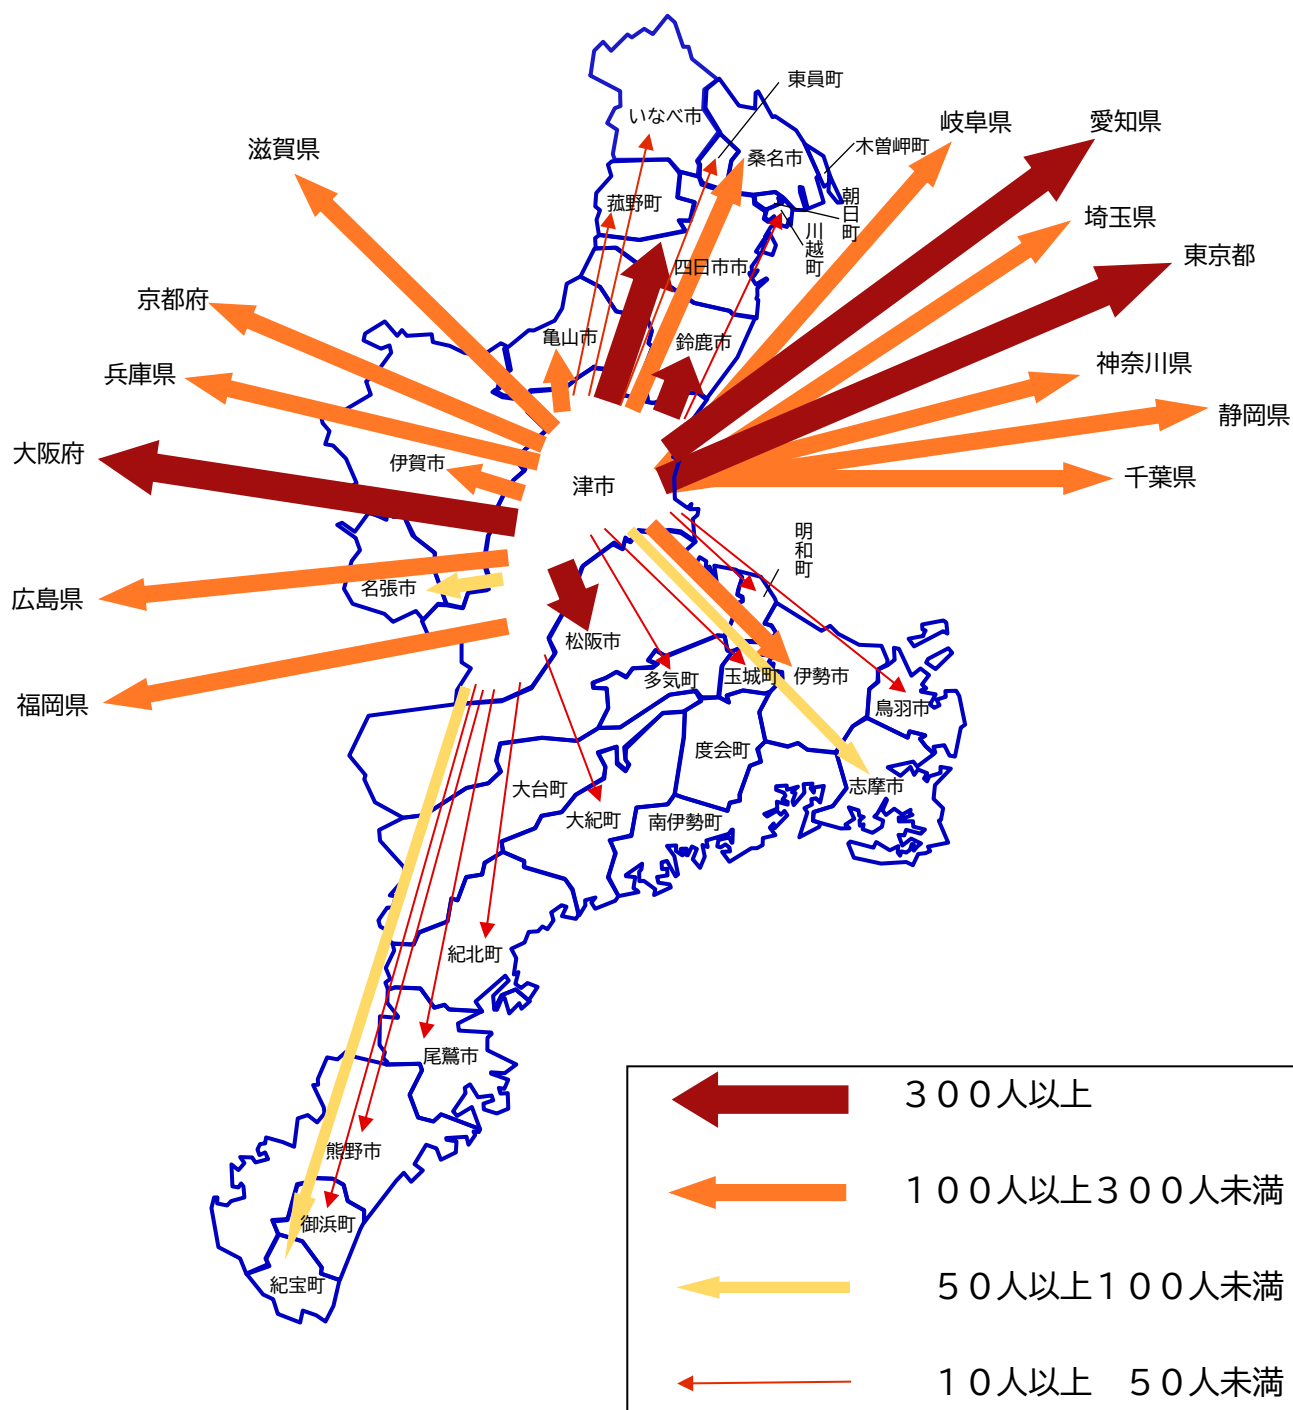 東員町
いなべ市
岐阜県
愛知県
滋賀県
桑名市
木曽岬町
菰野町
朝日町
埼玉県
川越町
東京都
四日市市
京都府
亀山市
鈴鹿市
神奈川県
兵庫県
静岡県
大阪府
伊賀市
千葉県
津市
明和町
名張市
広島県
松阪市
多気町
玉城町
伊勢市
福岡県
鳥羽市
度会町
大台町
志摩市
大紀町
南伊勢町
紀北町
尾鷲市
熊野市
御浜町
紀宝町
３００人以上
１００人以上３００人未満
５０人以上１００人未満
１０人以上　５０人未満